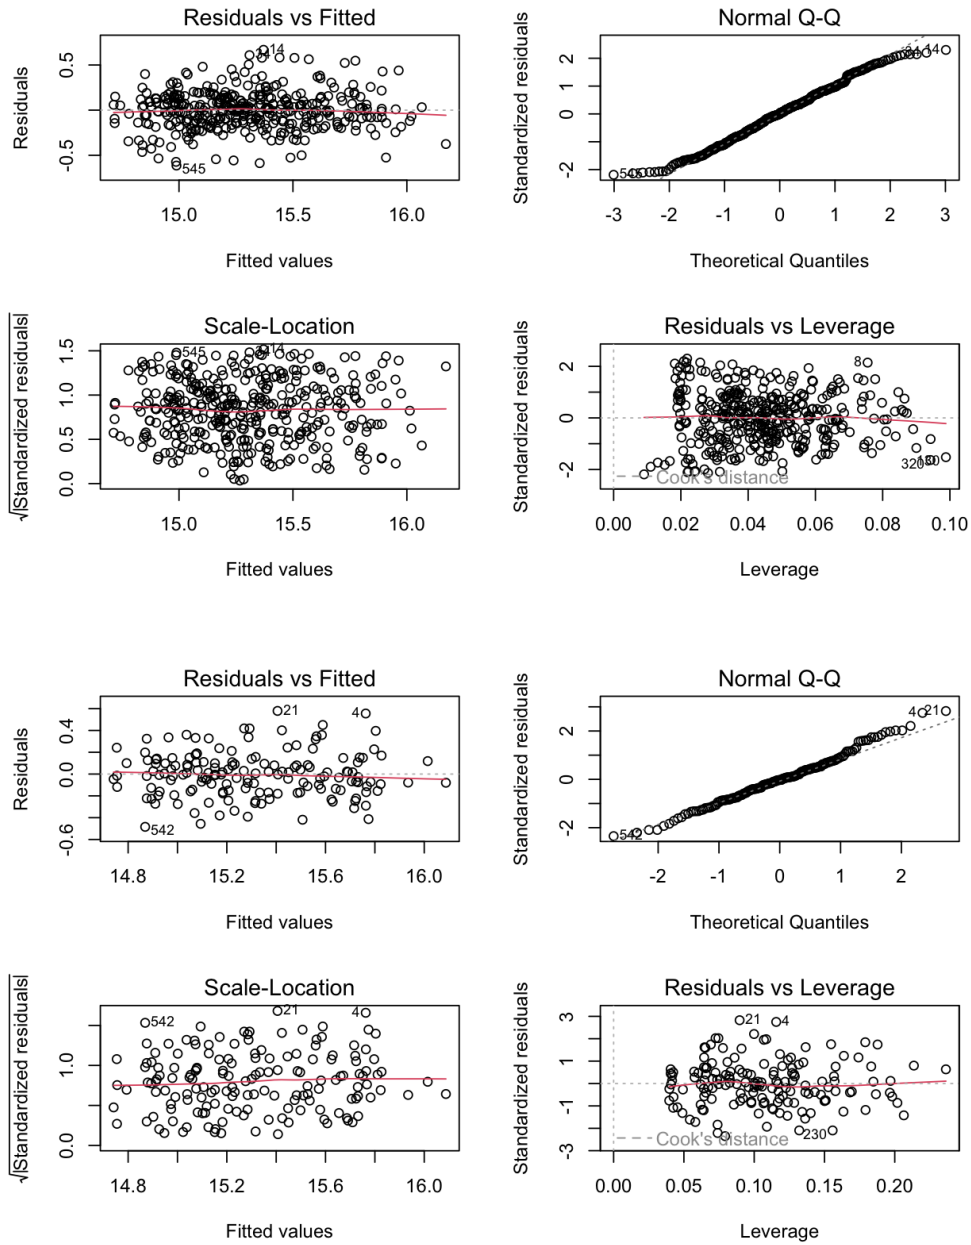 Residuals vs Fitted
Residuals
0.5
-0.5
14
545
15.0 15.5 16.0
Fitted values
Normal Q-Q
Standardized residuals
2
1
0
-2
14
-3 -2 -1 0 1 2 3
Theoretical Quantiles
Scale-Location
√|Standardized residuals|
1.5
1.0
0.5
0.0
545
14
15.0 15.5 16.0
Fitted values
Residuals vs Leverage
Standardized residuals
2
0
-2
8
320
Cook's distance
0.00 0.02 0.04 0.06 0.08 0.10
Leverage
Residuals vs Fitted
Residuals
0.4
0.0
-0.6
21
4
542
14.8 15.2 15.6 16.0
Fitted values
Normal Q-Q
Standardized residuals
2
0
-2
4 21
542
-2 -1 0 1 2
Theoretical Quantiles
Scale-Location
√|Standardized residuals|
1.0
0.0
542
21
4
14.8 15.2 15.6 16.0
Fitted values
Residuals vs Leverage
Standardized residuals
3
1
-1
-3
21
4
230
Cook's distance
0.00 0.05 0.10 0.15 0.20
Leverage